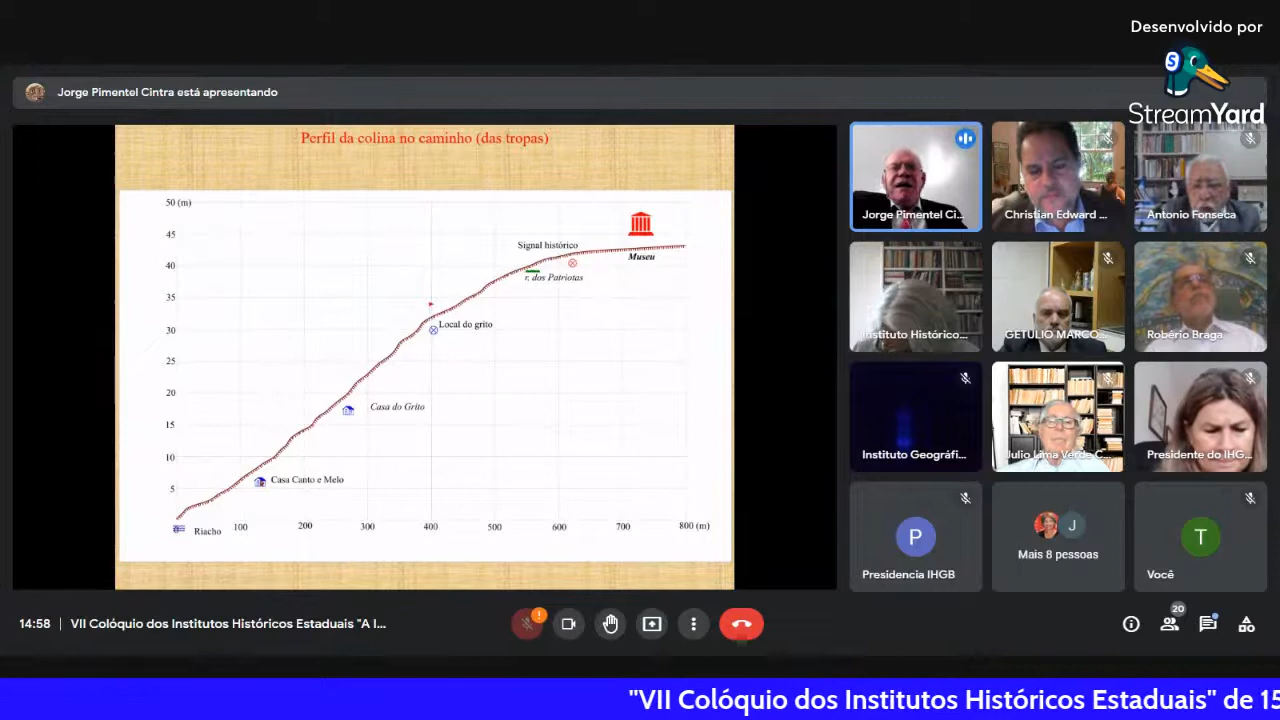 Desenvolvido por
S
StreamYard
Jorge Pimentel Cintra está apresentando
Perfil da colina no caminho (das tropas)
50 (m)
45
40
35
30
25
20
15
10
5
Signal histórico
Museu
r. dos Patriotas
Local do grito
Casa do Grito
Casa Canto e Melo
Riacho
100
200
300
400
500
600
700
800 (m)
Jorge Pimentel Ci...
Christian Edward ...
Antonio Fonseca
Instituto Histórico...
GETULIO MARCO...
Robério Braga
Instituto Geográfi...
Julio Lima Verde C...
Presidente do IHG...
P
Presidencia IHGB
J
Mais 8 pessoas
T
Você
14:58 | VII Colóquio dos Institutos Históricos Estaduais "A I...
!
20
"VII Colóquio dos Institutos Históricos Estaduais" de 15